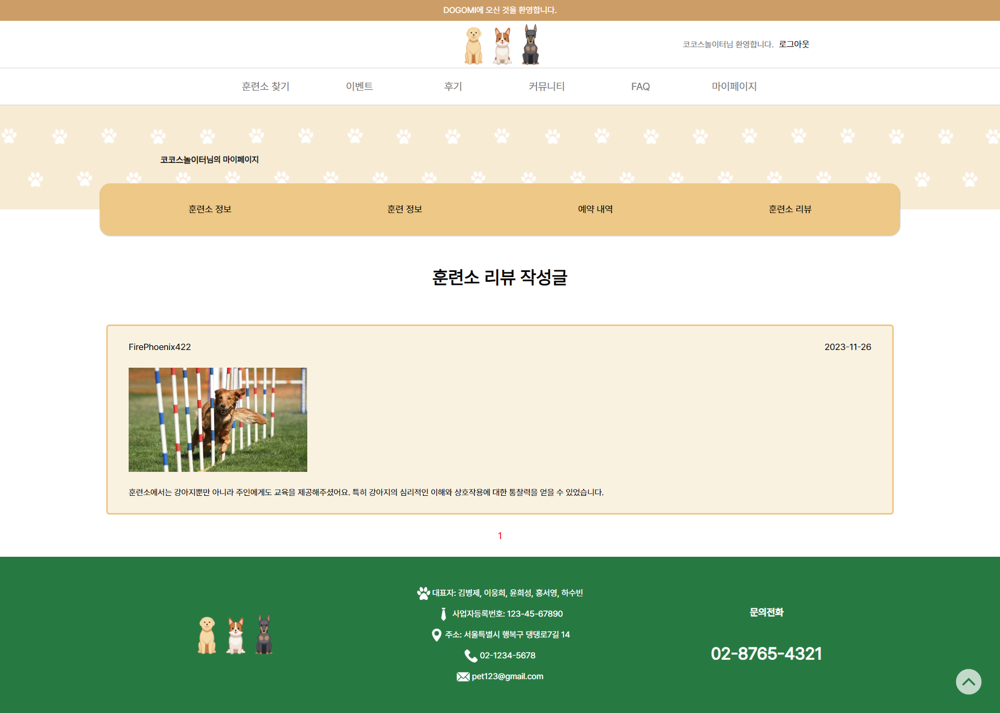 DOGOMI에 오신 것을 환영합니다.
코코스놀이터님 환영합니다. 로그아웃
훈련소 찾기 이벤트 후기 커뮤니티 FAQ 마이페이지
코코스놀이터님의 마이페이지
훈련소 정보 훈련 정보 예약 내역 훈련소 리뷰
훈련소 리뷰 작성글
FirePhoenix422 2023-11-26
훈련소에서는 강아지뿐만 아니라 주인에게도 교육을 제공해주셨어요. 특히 강아지의 심리적인 이해와 상호작용에 대한 통찰력을 얻을 수 있었습니다.
1
대표자: 김병제, 이웅희, 윤희성, 홍서영, 하수빈
사업자등록번호: 123-45-67890
주소: 서울특별시 행복구 댕댕로7길 14
02-1234-5678
pet123@gmail.com
문의전화
02-8765-4321